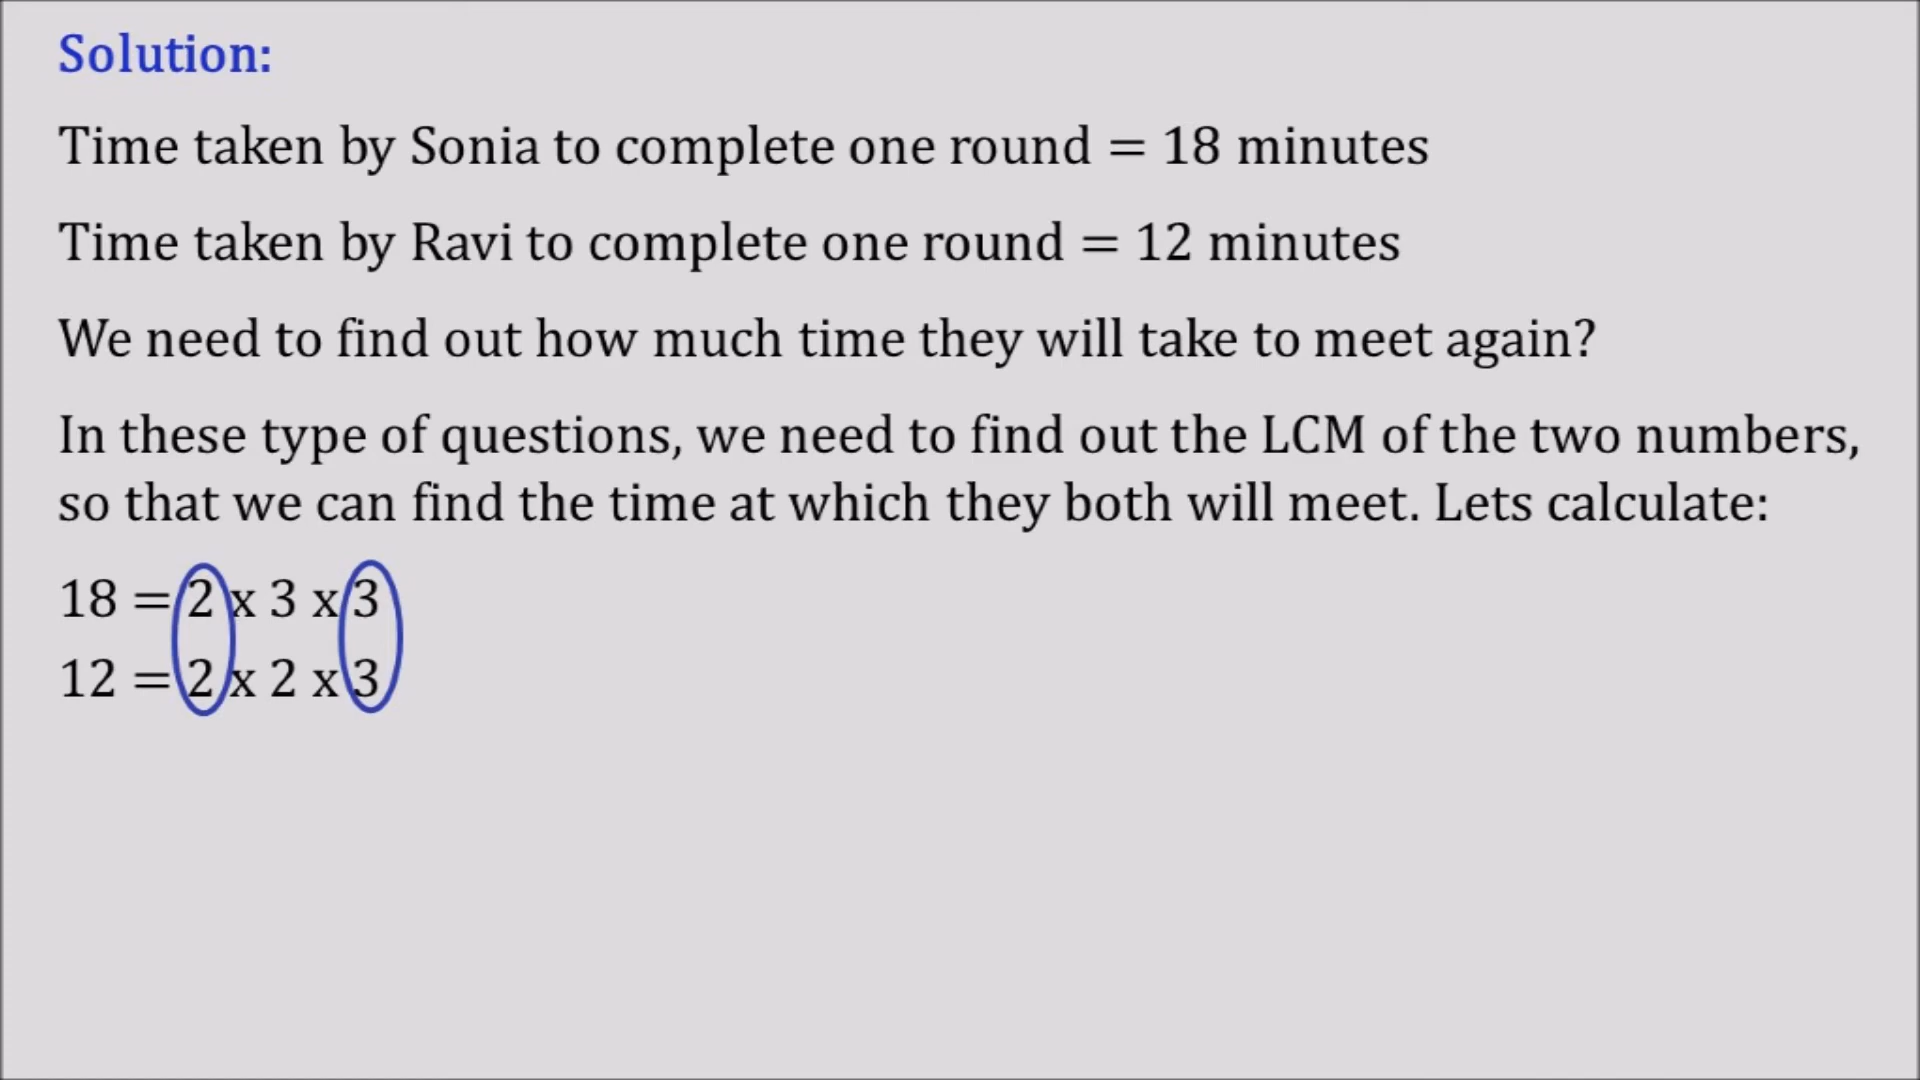 Solution:
Time taken by Sonia to complete one round = 18 minutes
Time taken by Ravi to complete one round = 12 minutes
We need to find out how much time they will take to meet again?
In these type of questions, we need to find out the LCM of the two numbers,
so that we can find the time at which they both will meet. Lets calculate:
18 = 2 x 3 x 3
12 = 2 x 2 x 3